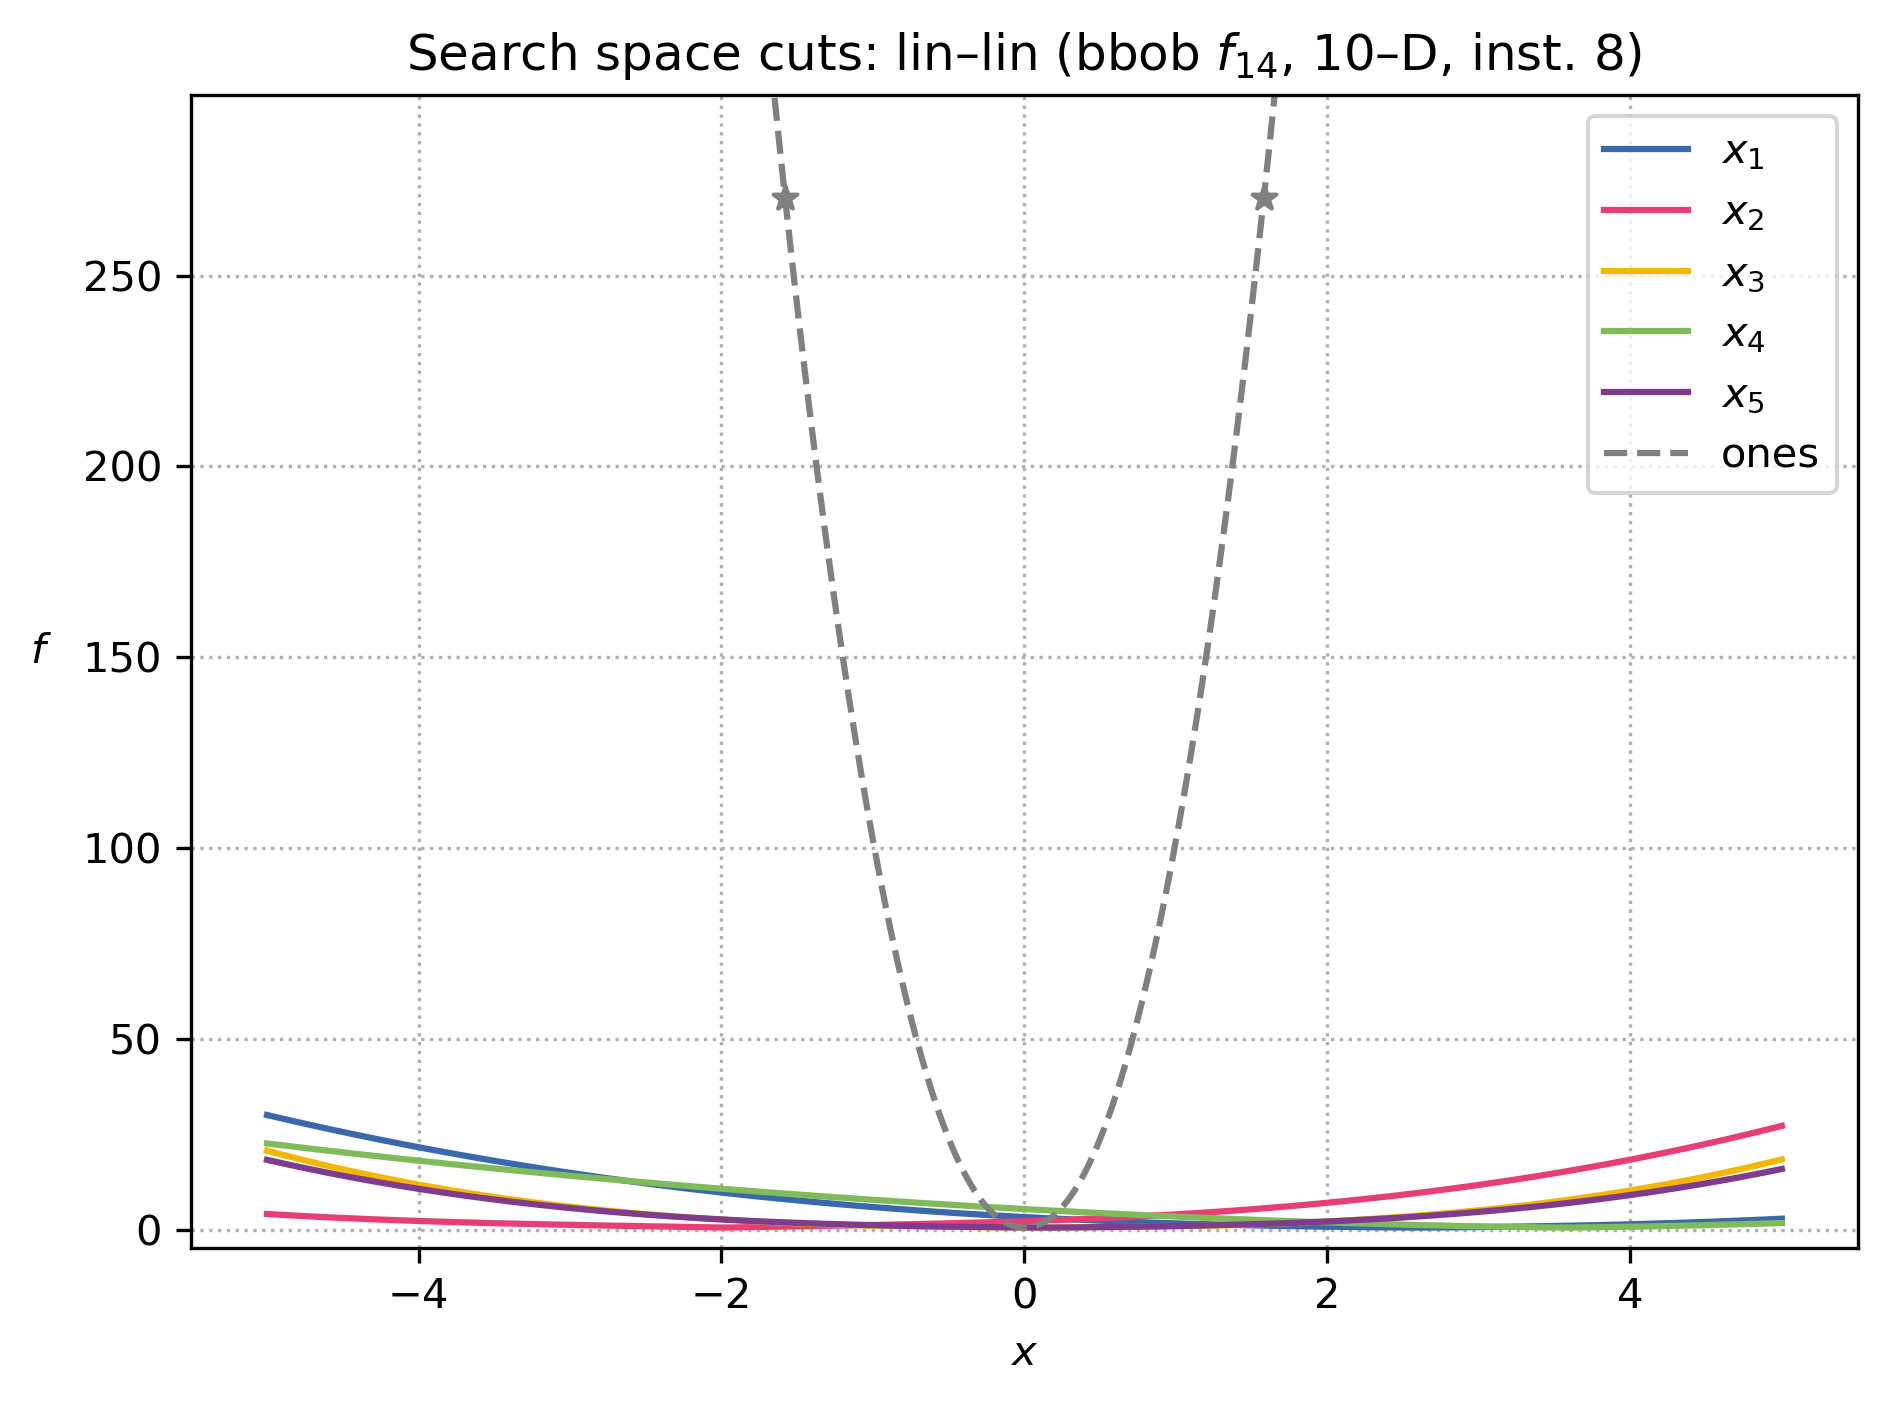 Search space cuts: lin–lin (bbob f₁₄, 10–D, inst. 8)
x₁
x₂
x₃
x₄
x₅
ones
250
200
150
100
50
0
f
−4
−2
0
2
4
x